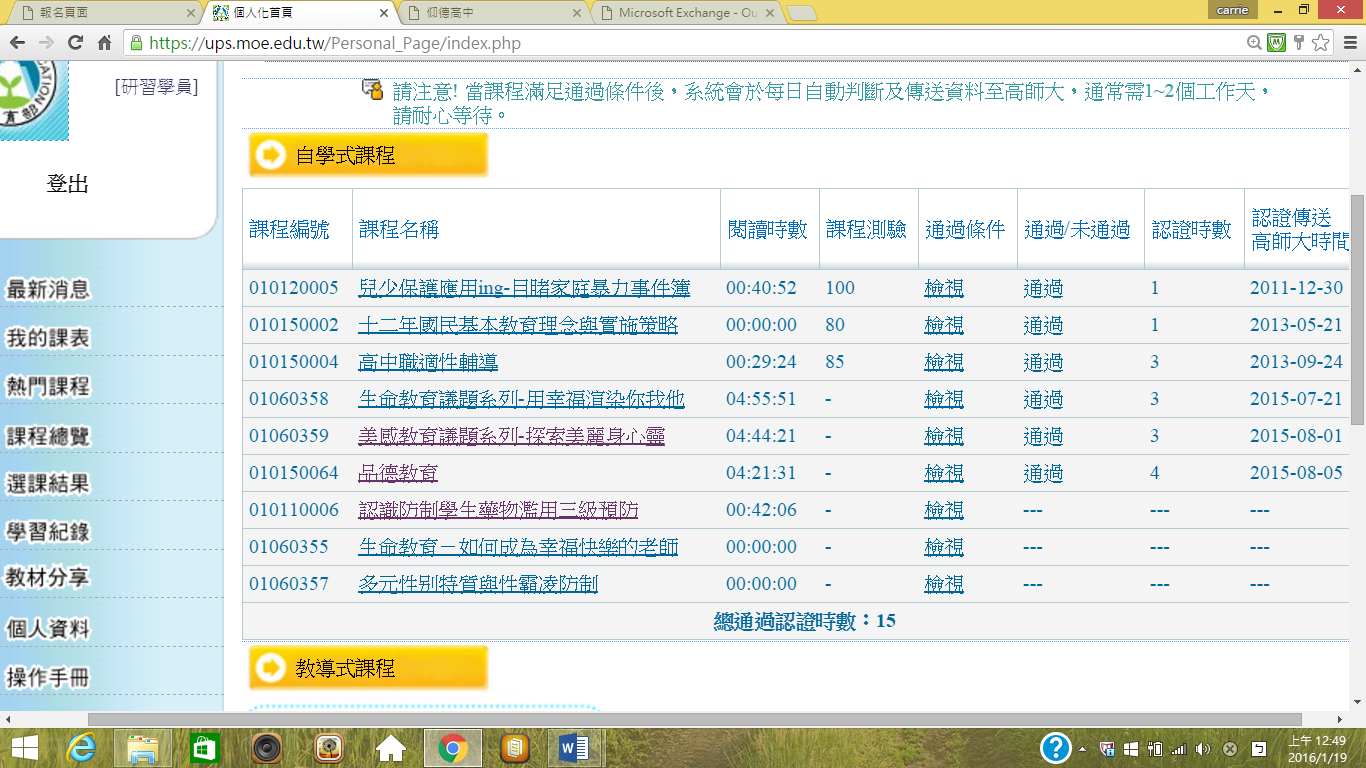 報名頁面
個人化首頁
仰德高中
Microsoft Exchange - Ou
carrie
https://ups.moe.edu.tw/Personal_Page/index.php
[研習學員]
登出
最新消息
我的課表
熱門課程
課程總覽
選課結果
學習紀錄
教材分享
個人資料
操作手冊
請注意! 當課程滿足通過條件後，系統會於每日自動判斷及傳送資料至高師大，通常需1~2個工作天，
請耐心等待。
自學式課程
課程編號 課程名稱 閱讀時數 課程測驗 通過條件 通過/未通過 認證時數 認證傳送
高師大時間
010120005 兒少保護應用ing-目睹家庭暴力事件簿 00:40:52 100 檢視 通過 1 2011-12-30
010150002 十二年國民基本教育理念與實施策略 00:00:00 80 檢視 通過 1 2013-05-21
010150004 高中職適性輔導 00:29:24 85 檢視 通過 3 2013-09-24
01060358 生命教育議題系列-用幸福渲染你我他 04:55:51 - 檢視 通過 3 2015-07-21
01060359 美感教育議題系列-探索美麗身心靈 04:44:21 - 檢視 通過 3 2015-08-01
010150064 品德教育 04:21:31 - 檢視 通過 4 2015-08-05
010110006 認識防制學生藥物濫用三級預防 00:42:06 - 檢視 --- --- ---
01060355 生命教育－如何成為幸福快樂的老師 00:00:00 - 檢視 --- --- ---
01060357 多元性別特質與性霸凌防制 00:00:00 - 檢視 --- --- ---
總通過認證時數：15
教導式課程
上午 12:49
2016/1/19